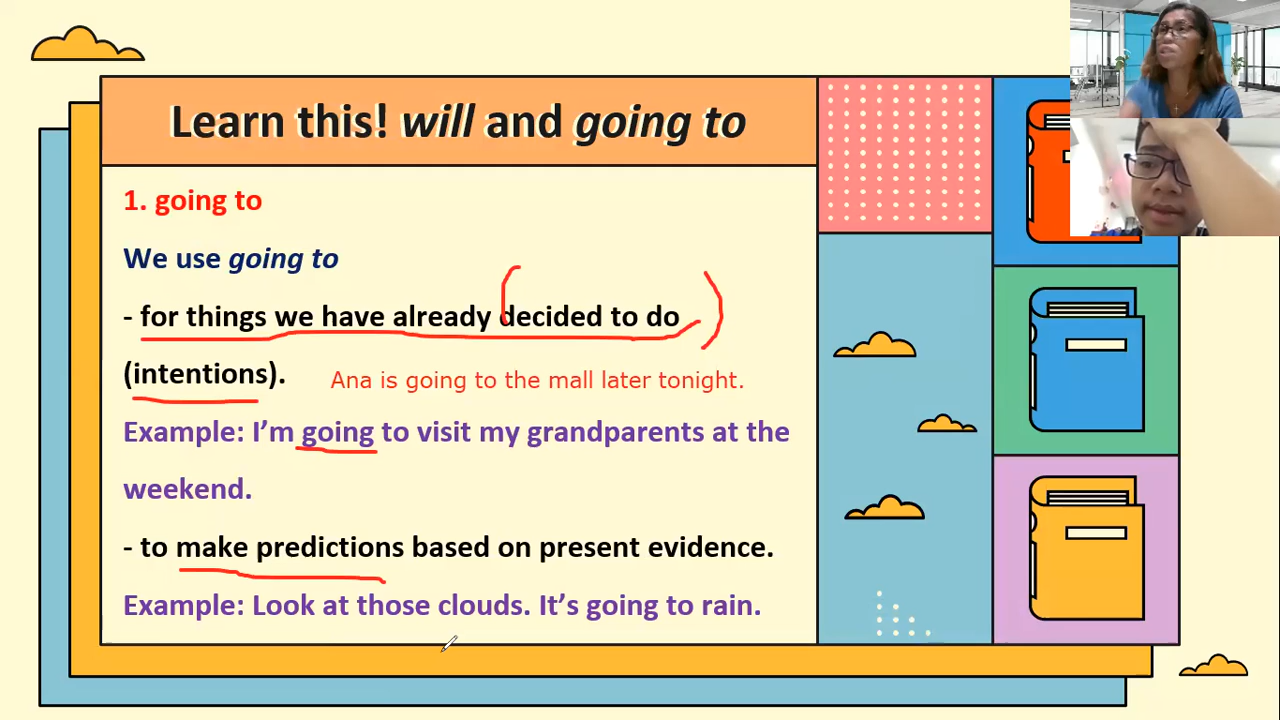 Learn this! will and going to
1. going to
We use going to
- for things we have already decided to do
(intentions).
Ana is going to the mall later tonight.
Example: I’m going to visit my grandparents at the
weekend.
- to make predictions based on present evidence.
Example: Look at those clouds. It’s going to rain.